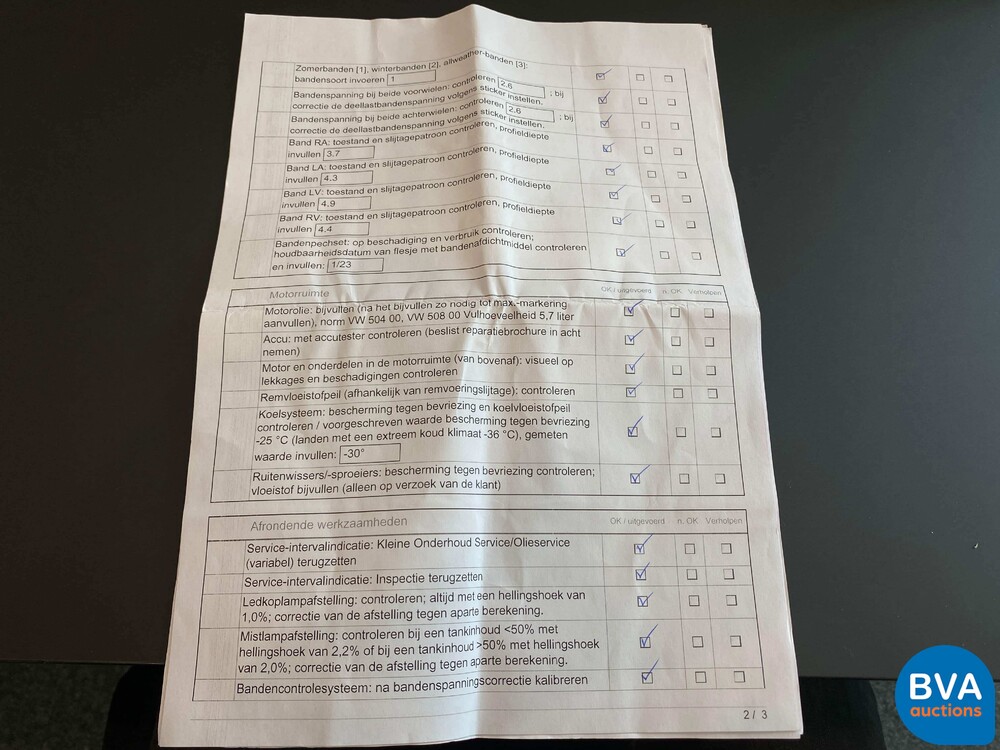 Zomerbanden [1], winterbanden [2], allweather-banden [3]:
bandensoort invoeren 1
Bandenspanning bij beide voorwielen: controleren 2.6 ; bij
correctie de deellastbandenspanning volgens sticker instellen.
Bandenspanning bij beide achterwielen: controleren 2.6 ; bij
correctie de deellastbandenspanning volgens sticker instellen.
Band RA: toestand en slijtagepatroon controleren, profieldiepte
invullen 3.7
Band LA: toestand en slijtagepatroon controleren, profieldiepte
invullen 4.3
Band LV: toestand en slijtagepatroon controleren, profieldiepte
invullen 4.9
Band RV: toestand en slijtagepatroon controleren, profieldiepte
invullen 4.4
Bandenpechset: op beschadiging en verbruik controleren;
houdbaarheidsdatum van flesje met bandenafdichtmiddel controleren
en invullen: 1/23
Motorruimte OK / uitgevoerd n. OK Verholpen
Motorolie: bijvullen (na het bijvullen zo nodig tot max.-markering
aanvullen), norm VW 504 00, VW 508 00 Vulhoeveelheid 5,7 liter
Accu: met accutester controleren (beslist reparatiebrochure in acht
nemen)
Motor en onderdelen in de motorruimte (van bovenaf): visueel op
lekkages en beschadigingen controleren
Remvloeistofpeil (afhankelijk van remvoeringslijtage): controleren
Koelsysteem: bescherming tegen bevriezing en koelvloeistofpeil
controleren / voorgeschreven waarde bescherming tegen bevriezing
-25 °C (landen met een extreem koud klimaat -36 °C), gemeten
waarde invullen: -30°
Ruitenwissers/-sproeiers: bescherming tegen bevriezing controleren;
vloeistof bijvullen (alleen op verzoek van de klant)
Afrondende werkzaamheden OK / uitgevoerd n. OK Verholpen
Service-intervalindicatie: Kleine Onderhoud Service/Olieservice
(variabel) terugzetten
Service-intervalindicatie: Inspectie terugzetten
Ledkoplampafstelling: controleren; altijd met een hellingshoek van
1,0%; correctie van de afstelling tegen aparte berekening.
Mistlampafstelling: controleren bij een tankinhoud <50% met
hellingshoek van 2,2% of bij een tankinhoud >50% met hellingshoek
van 2,0%; correctie van de afstelling tegen aparte berekening.
Bandencontrolesysteem: na bandenspanningscorrectie kalibreren
2 / 3
BVA
auctions